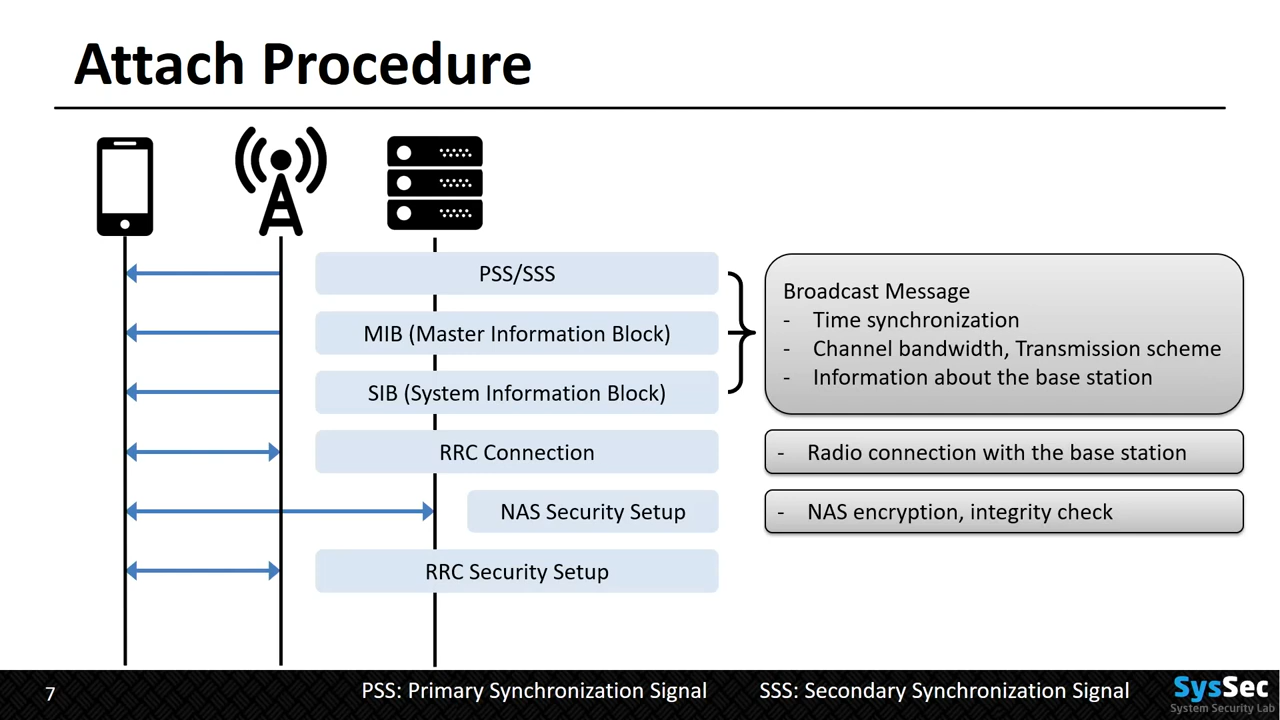 Attach Procedure
PSS/SSS
MIB (Master Information Block)
SIB (System Information Block)
RRC Connection
NAS Security Setup
RRC Security Setup
Broadcast Message
- Time synchronization
- Channel bandwidth, Transmission scheme
- Information about the base station
- Radio connection with the base station
- NAS encryption, integrity check
7
PSS: Primary Synchronization Signal
SSS: Secondary Synchronization Signal
SysSec
System Security Lab